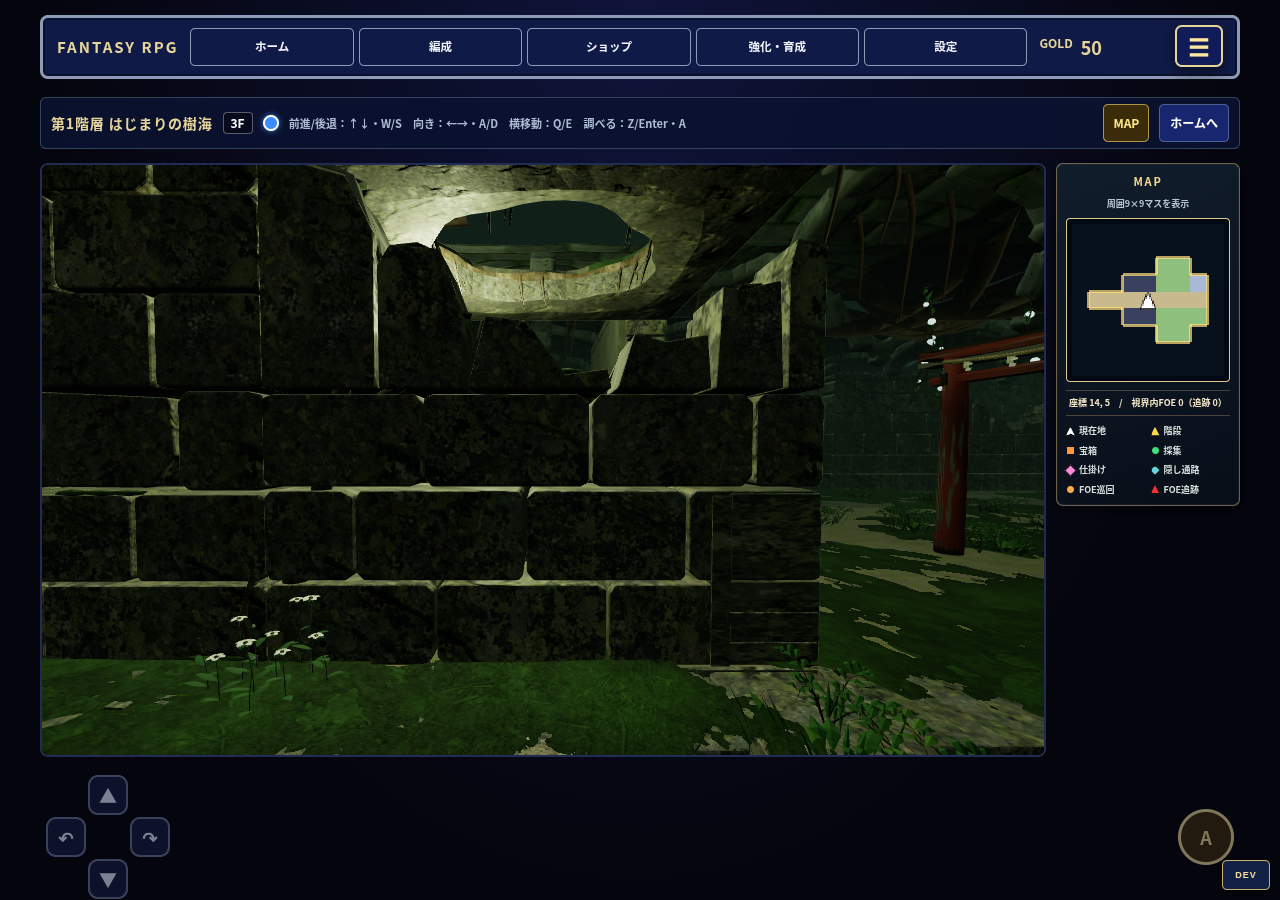 FANTASY RPG ホーム 編成 ショップ 強化・育成 設定 GOLD 50
第1階層 はじまりの樹海 3F 前進/後退：↑↓・W/S 向き：←→・A/D 横移動：Q/E 調べる：Z/Enter・A MAP ホームへ
MAP
周囲9×9マスを表示
座標 14, 5 / 視界内FOE 0（追跡 0）
現在地 階段
宝箱 採集
仕掛け 隠し通路
FOE巡回 FOE追跡
A
DEV